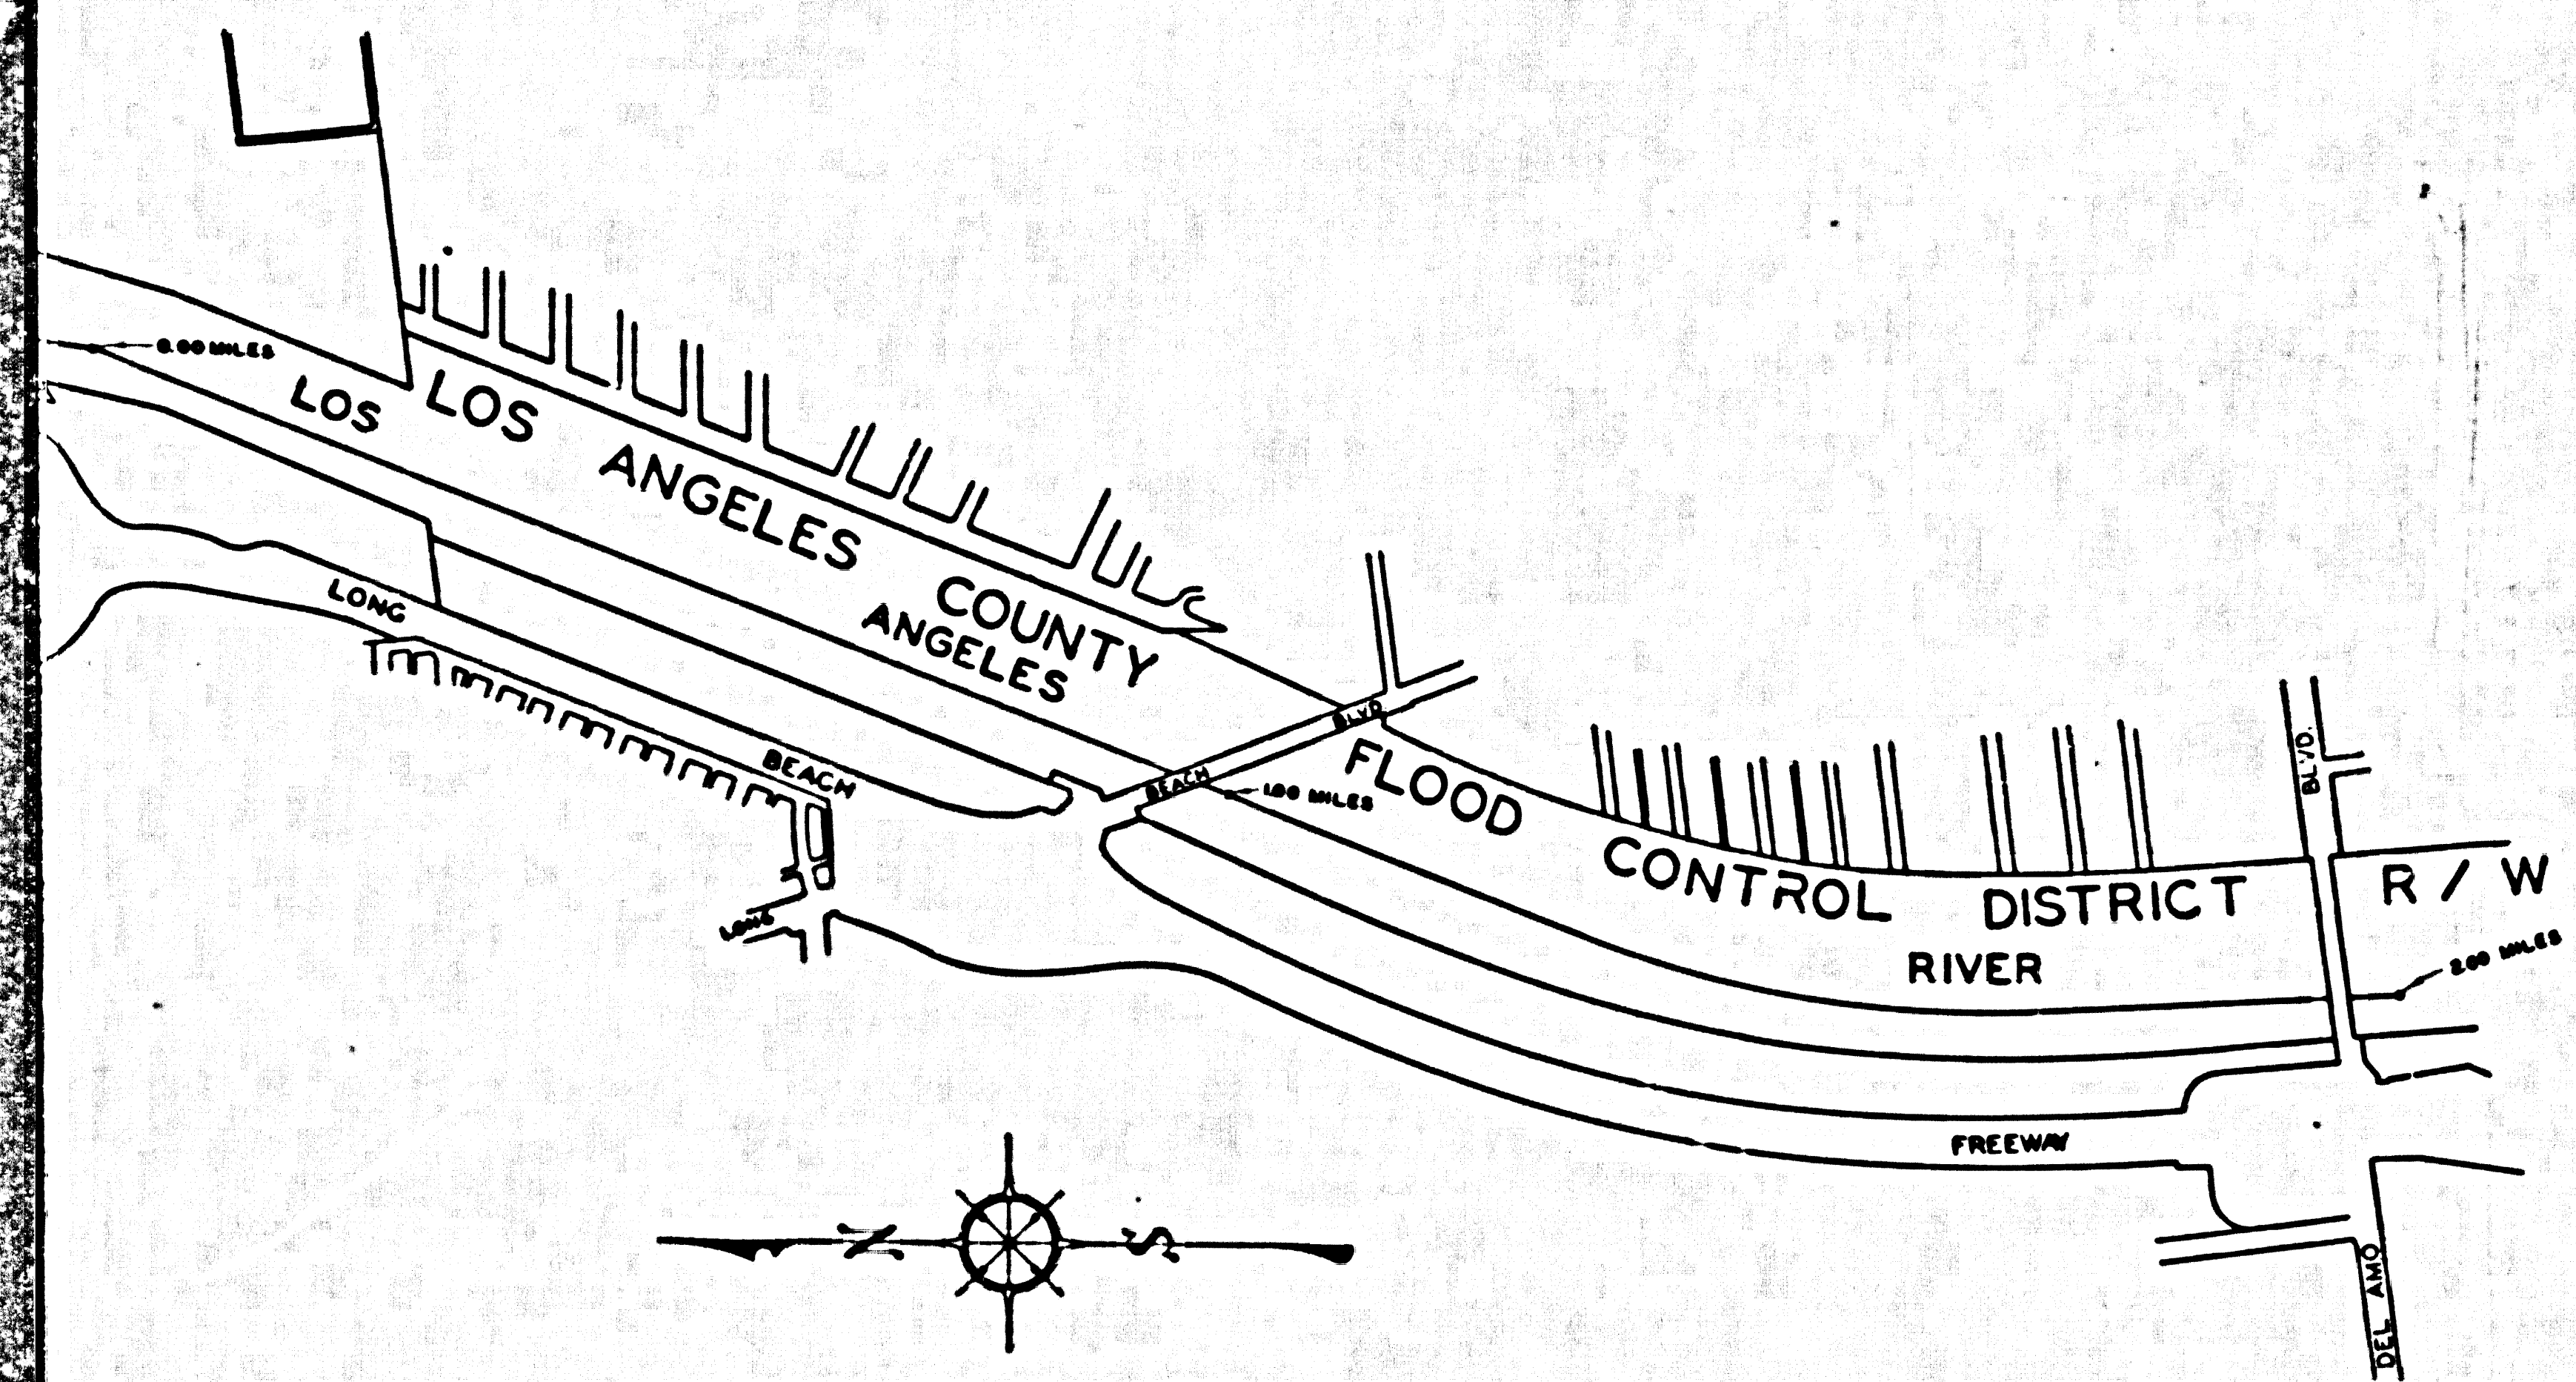 0.00 MILES
LOS ANGELES RIVER
LOS ANGELES COUNTY FLOOD CONTROL DISTRICT R / W
LONG BEACH FREEWAY
LONG BEACH BLVD
1.00 MILES
2.00 MILES
DEL AMO BLVD.
N
S